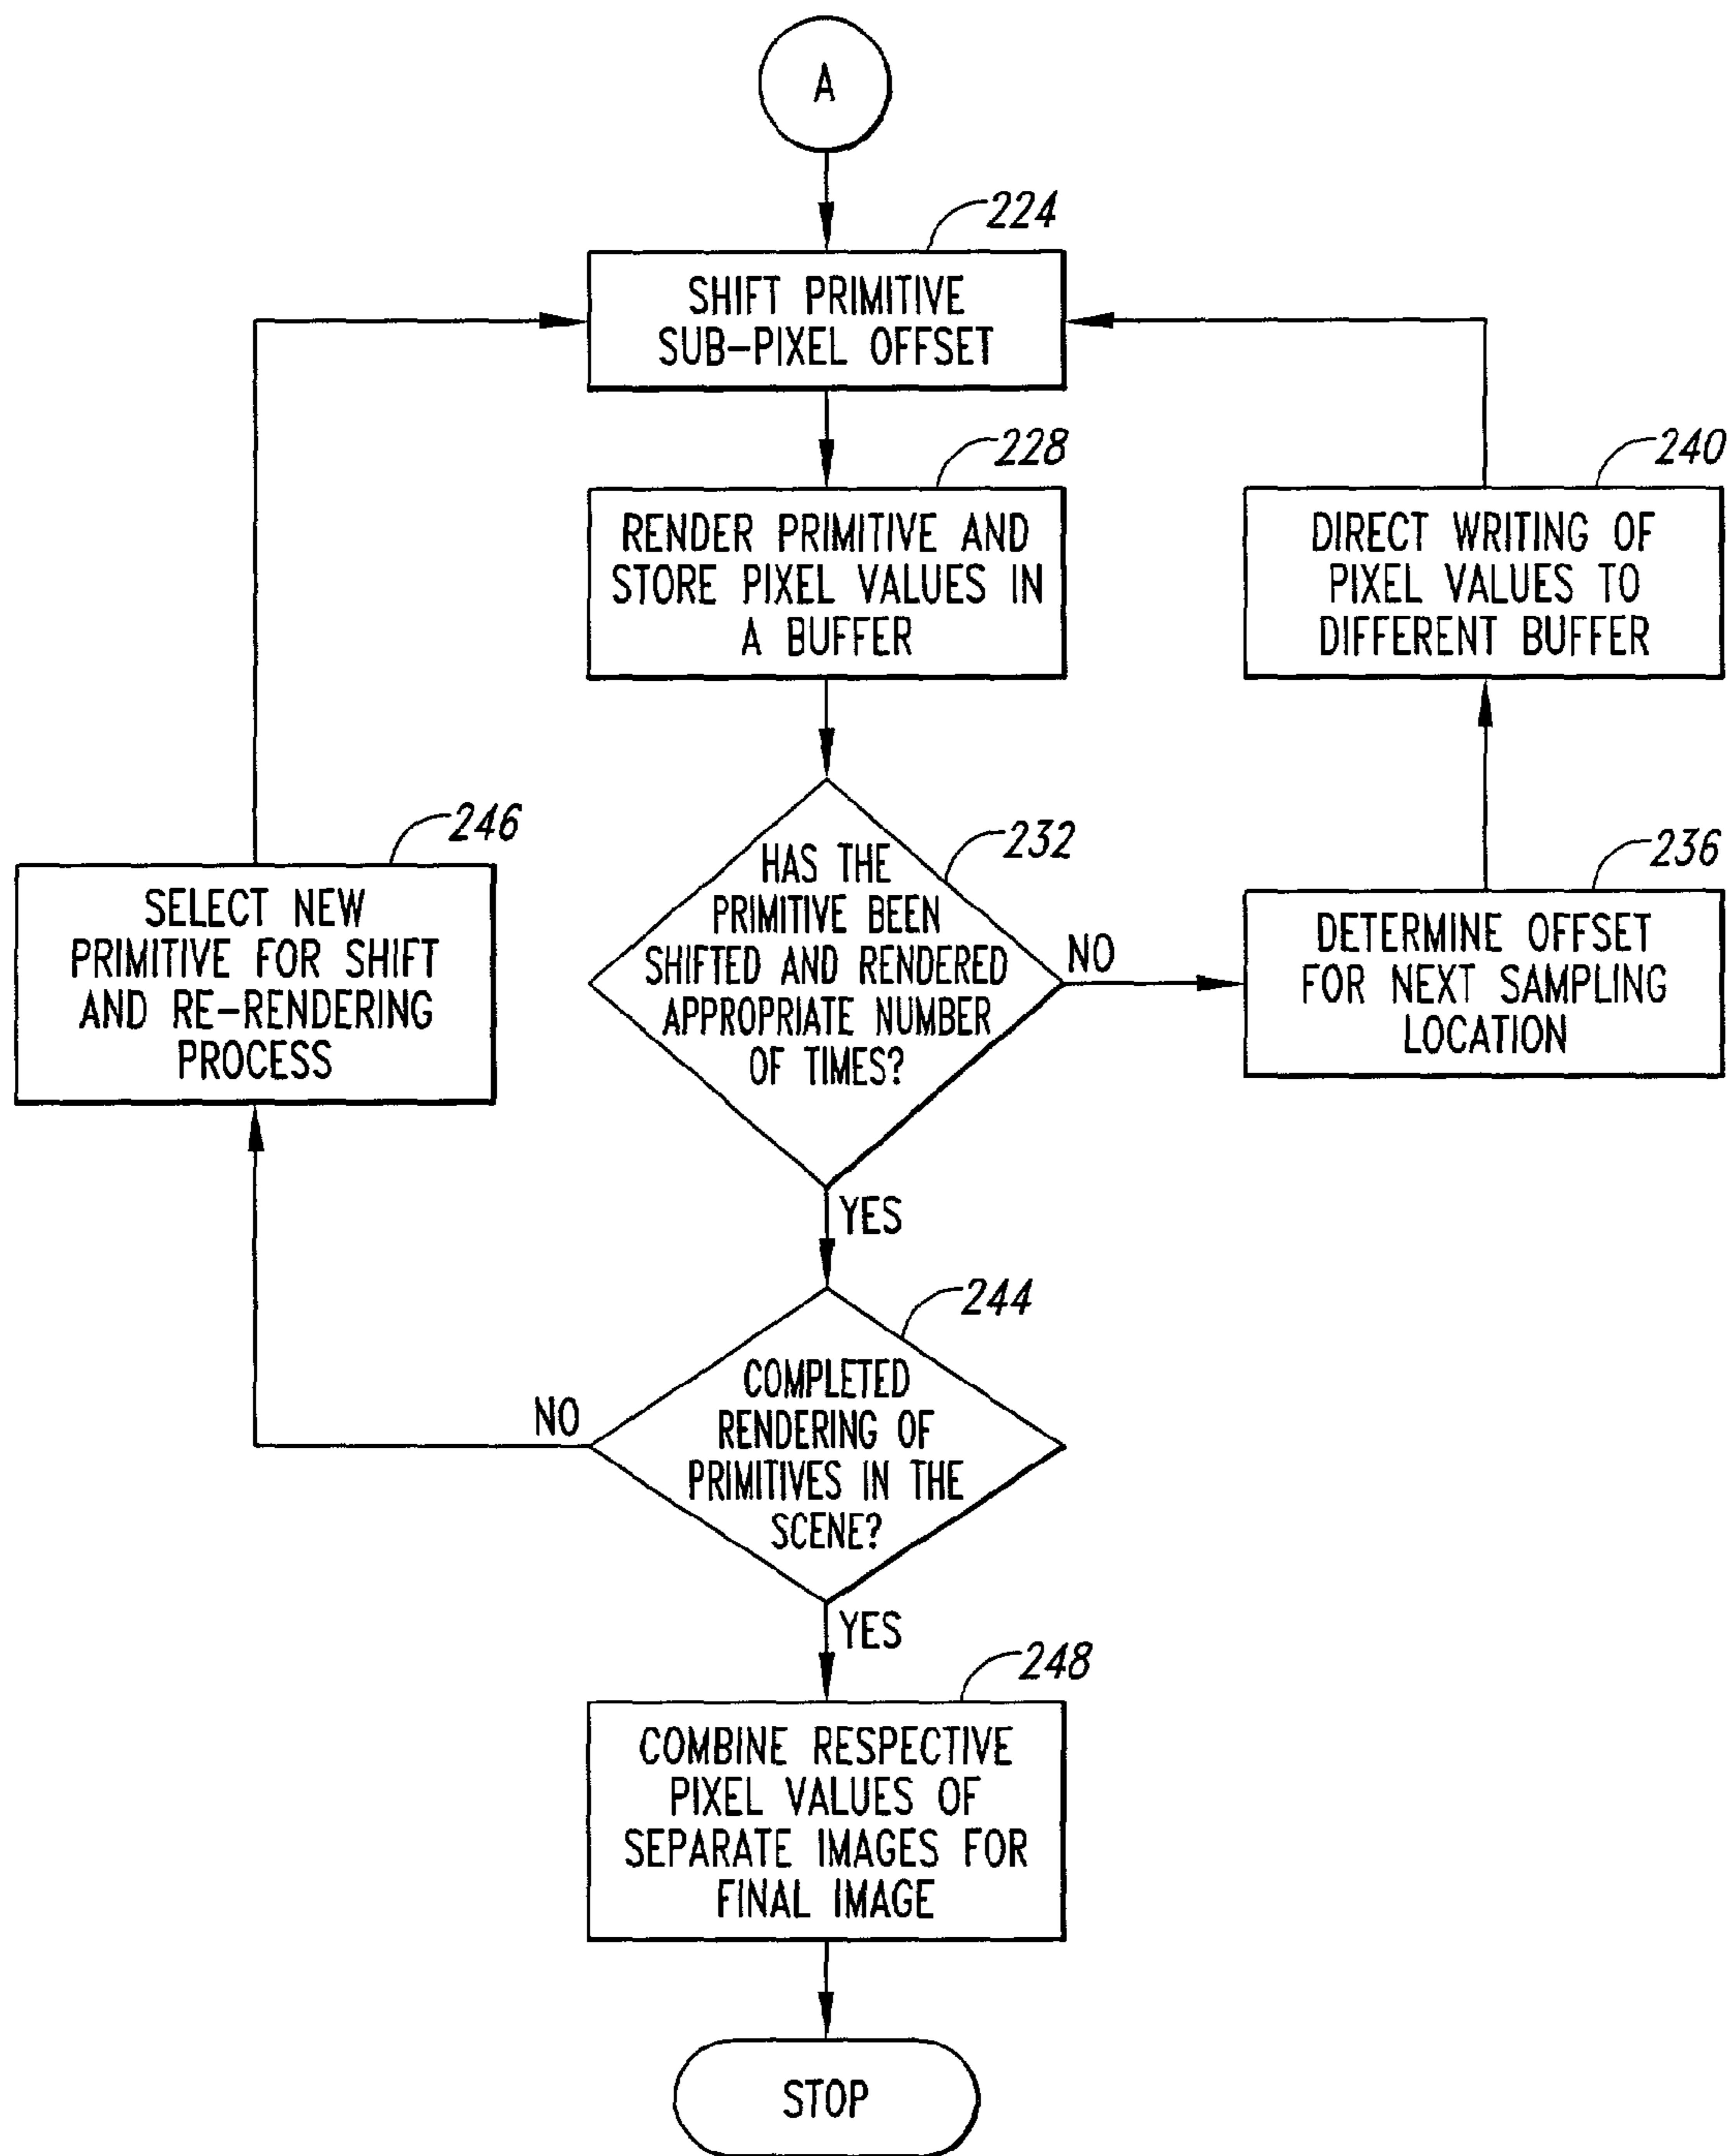 A
224
SHIFT PRIMITIVE
SUB-PIXEL OFFSET
228
RENDER PRIMITIVE AND
STORE PIXEL VALUES IN
A BUFFER
240
DIRECT WRITING OF
PIXEL VALUES TO
DIFFERENT BUFFER
232
HAS THE
PRIMITIVE BEEN
SHIFTED AND RENDERED
APPROPRIATE NUMBER
OF TIMES?
NO
236
DETERMINE OFFSET
FOR NEXT SAMPLING
LOCATION
246
SELECT NEW
PRIMITIVE FOR SHIFT
AND RE-RENDERING
PROCESS
YES
244
COMPLETED
RENDERING OF
PRIMITIVES IN THE
SCENE?
NO
YES
248
COMBINE RESPECTIVE
PIXEL VALUES OF
SEPARATE IMAGES FOR
FINAL IMAGE
STOP